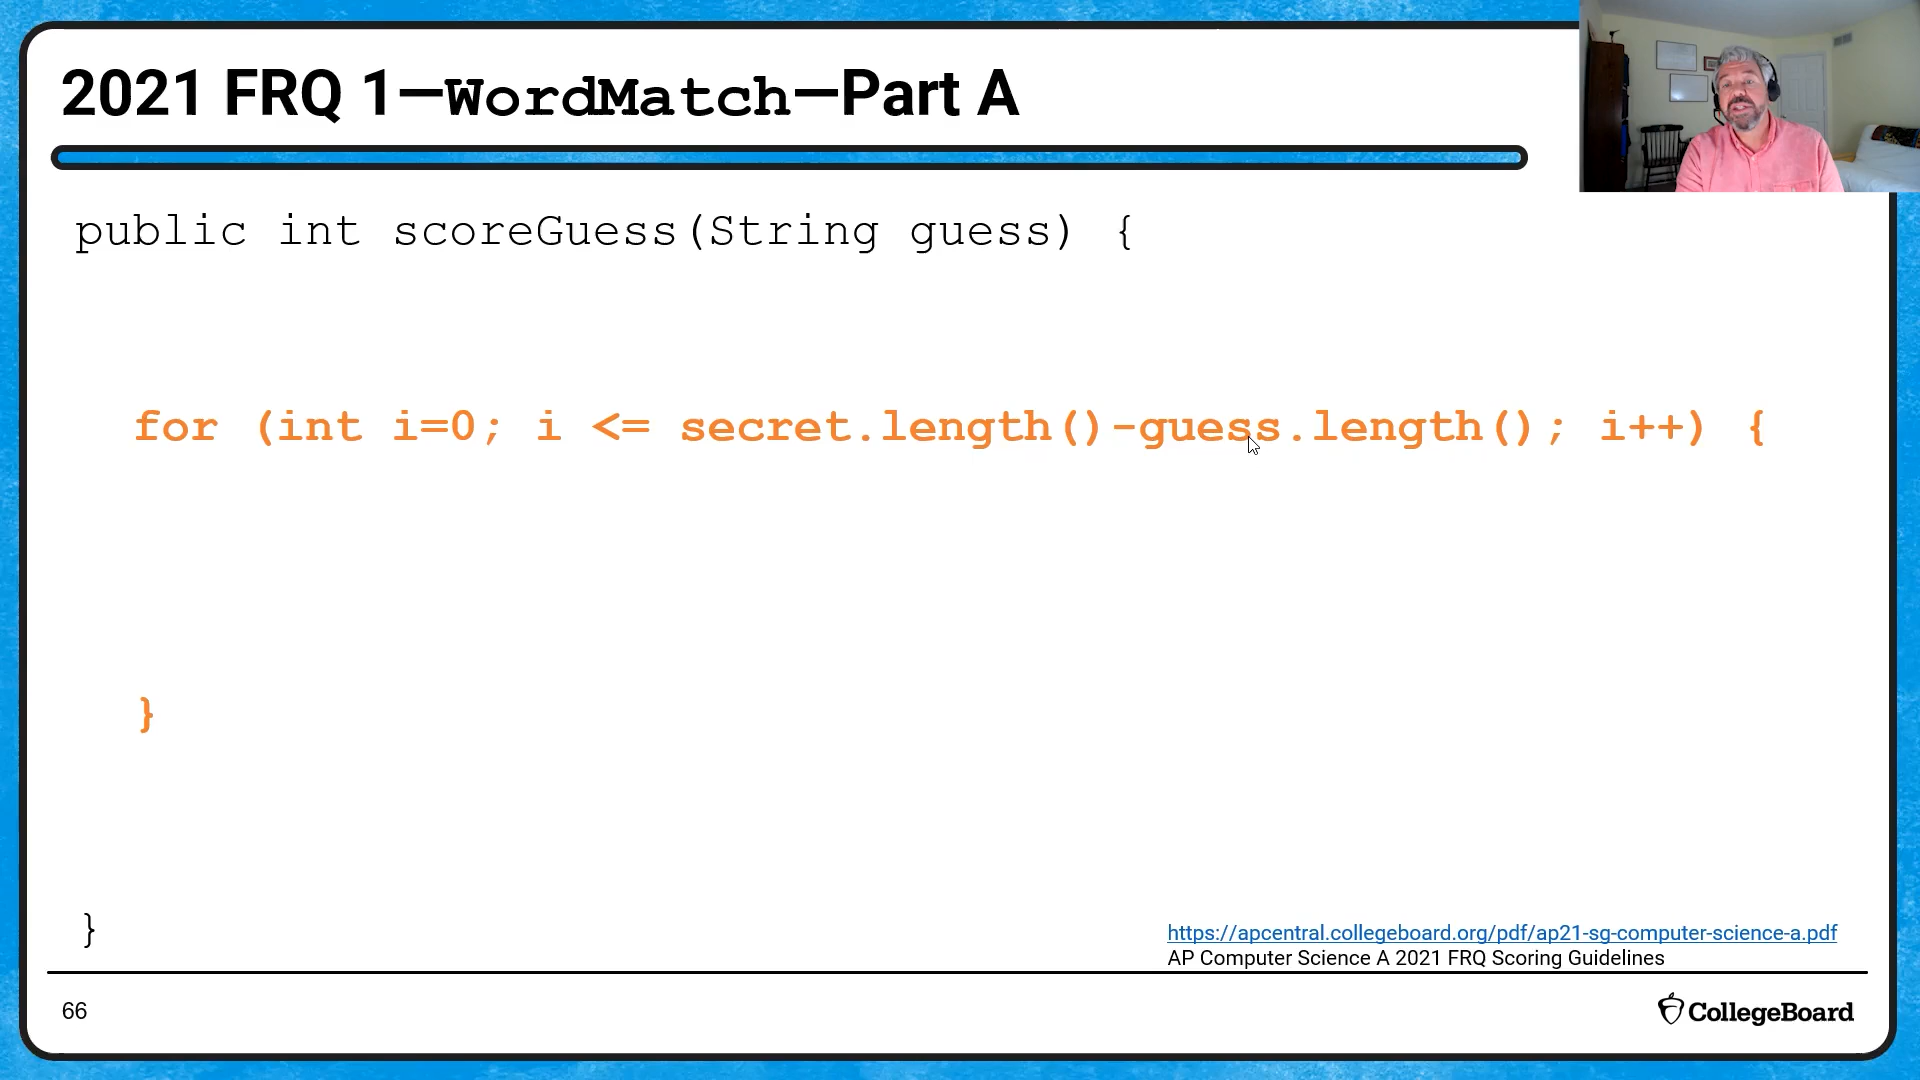 2021 FRQ 1—WordMatch—Part A
public int scoreGuess(String guess) {
for (int i=0; i <= secret.length()-guess.length(); i++) {
}
}
https://apcentral.collegeboard.org/pdf/ap21-sg-computer-science-a.pdf
AP Computer Science A 2021 FRQ Scoring Guidelines
66
CollegeBoard